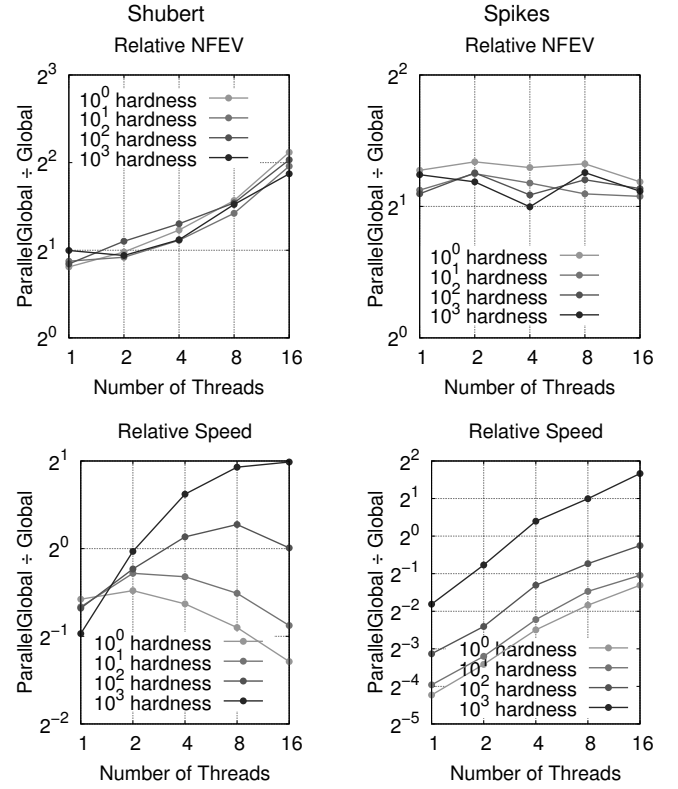 Shubert
Relative NFEV
2^3
2^2
2^1
2^0
ParallelGlobal ÷ Global
10^0 hardness
10^1 hardness
10^2 hardness
10^3 hardness
1 2 4 8 16
Number of Threads
Spikes
Relative NFEV
2^2
2^1
2^0
ParallelGlobal ÷ Global
10^0 hardness
10^1 hardness
10^2 hardness
10^3 hardness
1 2 4 8 16
Number of Threads
Relative Speed
2^1
2^0
2^−1
2^−2
ParallelGlobal ÷ Global
10^0 hardness
10^1 hardness
10^2 hardness
10^3 hardness
1 2 4 8 16
Number of Threads
Relative Speed
2^2
2^1
2^0
2^−1
2^−2
2^−3
2^−4
2^−5
ParallelGlobal ÷ Global
10^0 hardness
10^1 hardness
10^2 hardness
10^3 hardness
1 2 4 8 16
Number of Threads